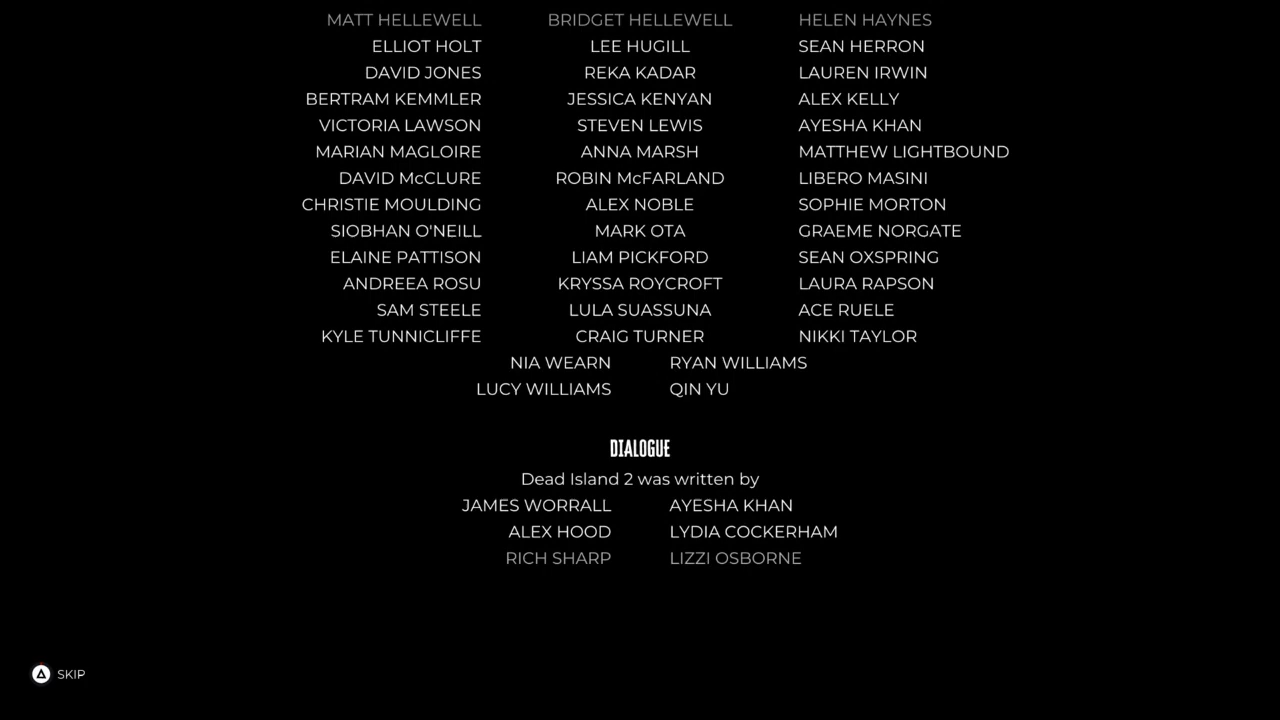 MATT HELLEWELL BRIDGET HELLEWELL HELEN HAYNES
ELLIOT HOLT LEE HUGILL SEAN HERRON
DAVID JONES REKA KADAR LAUREN IRWIN
BERTRAM KEMMLER JESSICA KENYAN ALEX KELLY
VICTORIA LAWSON STEVEN LEWIS AYESHA KHAN
MARIAN MAGLOIRE ANNA MARSH MATTHEW LIGHTBOUND
DAVID McCLURE ROBIN McFARLAND LIBERO MASINI
CHRISTIE MOULDING ALEX NOBLE SOPHIE MORTON
SIOBHAN O'NEILL MARK OTA GRAEME NORGATE
ELAINE PATTISON LIAM PICKFORD SEAN OXSPRING
ANDREEA ROSU KRYSSA ROYCROFT LAURA RAPSON
SAM STEELE LULA SUASSUNA ACE RUELE
KYLE TUNNICLIFFE CRAIG TURNER NIKKI TAYLOR
NIA WEARN RYAN WILLIAMS
LUCY WILLIAMS QIN YU
DIALOGUE
Dead Island 2 was written by
JAMES WORRALL AYESHA KHAN
ALEX HOOD LYDIA COCKERHAM
RICH SHARP LIZZI OSBORNE
SKIP